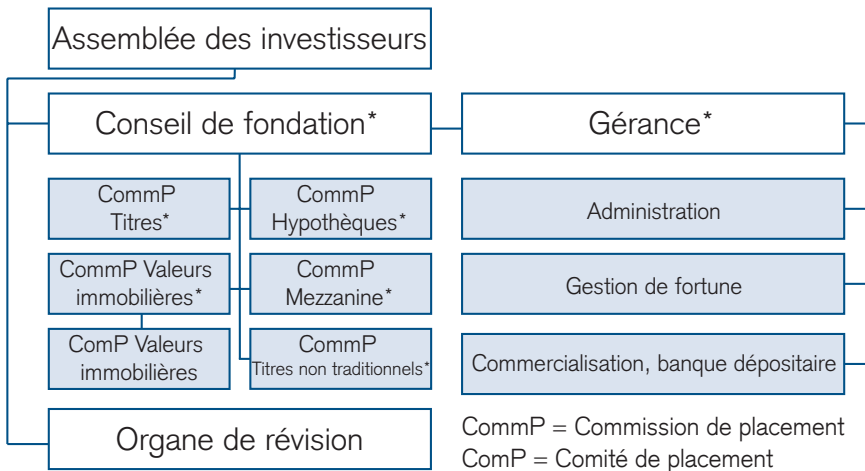 Assemblée des investisseurs
Conseil de fondation*
Gérance*
CommP
Titres*
CommP
Hypothèques*
Administration
CommP Valeurs
immobilières*
CommP
Mezzanine*
Gestion de fortune
ComP Valeurs
immobilières
CommP
Titres non traditionnels*
Commercialisation, banque dépositaire
Organe de révision
CommP = Commission de placement
ComP = Comité de placement